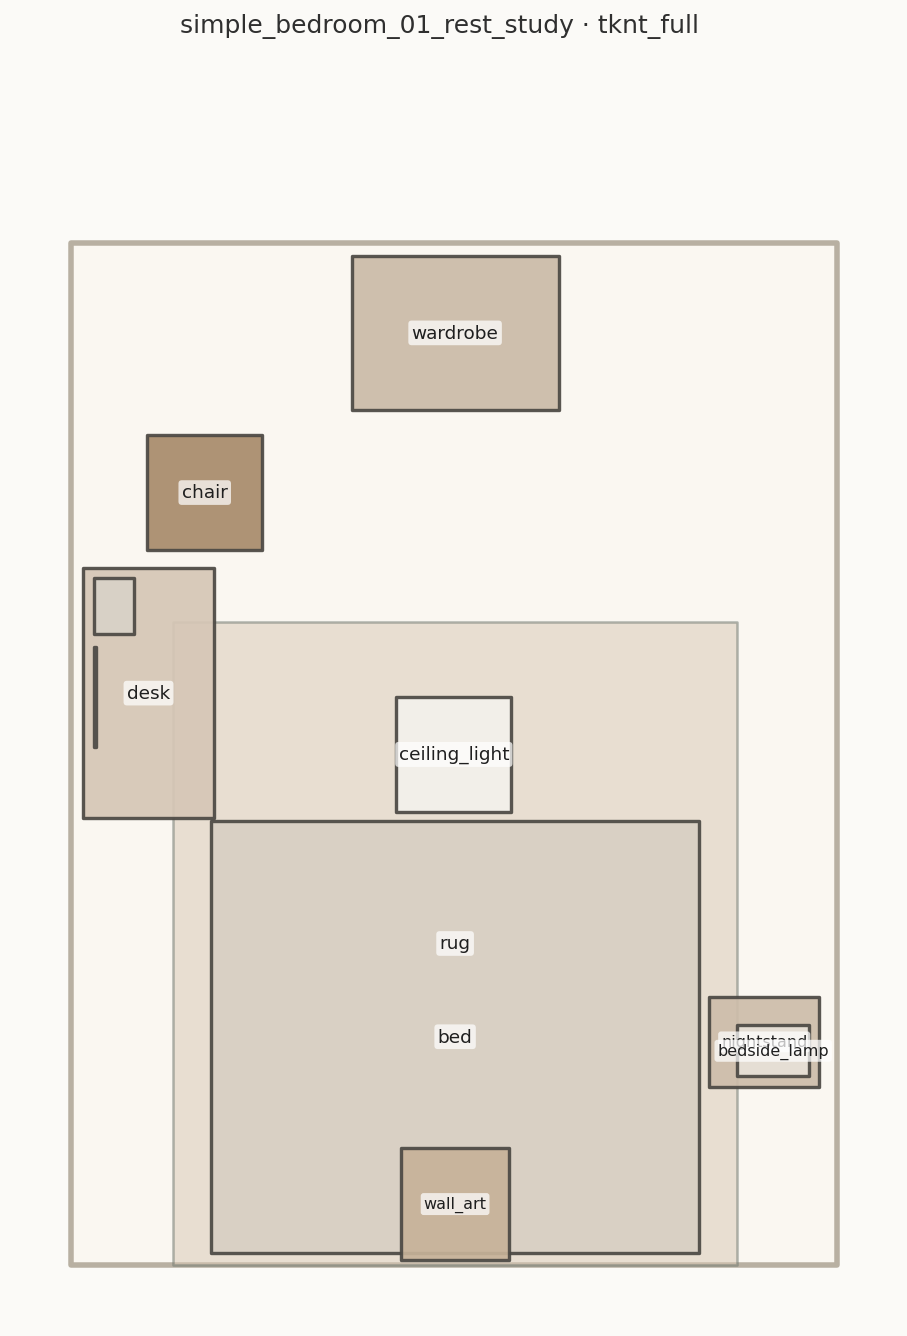 simple_bedroom_01_rest_study · tknt_full
wardrobe
chair
desk
ceiling_light
rug
bed
nightstand
bedside_lamp
wall_art